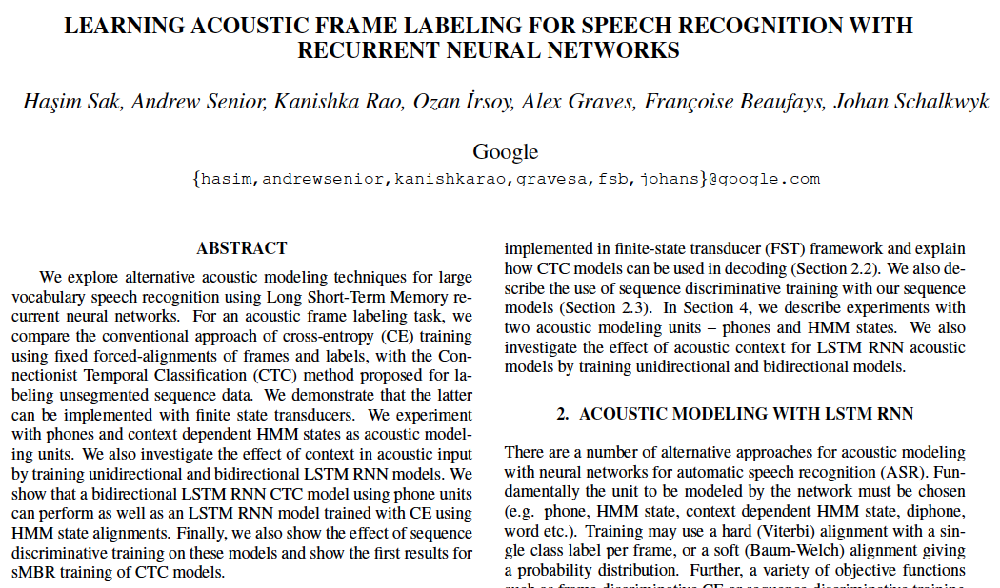 LEARNING ACOUSTIC FRAME LABELING FOR SPEECH RECOGNITION WITH
RECURRENT NEURAL NETWORKS
Haşim Sak, Andrew Senior, Kanishka Rao, Ozan İrsoy, Alex Graves, Françoise Beaufays, Johan Schalkwyk
Google
{hasim,andrewsenior,kanishkarao,gravesa,fsb,johans}@google.com
ABSTRACT
We explore alternative acoustic modeling techniques for large
vocabulary speech recognition using Long Short-Term Memory re-
current neural networks. For an acoustic frame labeling task, we
compare the conventional approach of cross-entropy (CE) training
using fixed forced-alignments of frames and labels, with the Con-
nectionist Temporal Classification (CTC) method proposed for la-
beling unsegmented sequence data. We demonstrate that the latter
can be implemented with finite state transducers. We experiment
with phones and context dependent HMM states as acoustic model-
ing units. We also investigate the effect of context in acoustic input
by training unidirectional and bidirectional LSTM RNN models. We
show that a bidirectional LSTM RNN CTC model using phone units
can perform as well as an LSTM RNN model trained with CE using
HMM state alignments. Finally, we also show the effect of sequence
discriminative training on these models and show the first results for
sMBR training of CTC models.
implemented in finite-state transducer (FST) framework and explain
how CTC models can be used in decoding (Section 2.2). We also de-
scribe the use of sequence discriminative training with our sequence
models (Section 2.3). In Section 4, we describe experiments with
two acoustic modeling units – phones and HMM states. We also
investigate the effect of acoustic context for LSTM RNN acoustic
models by training unidirectional and bidirectional models.
2. ACOUSTIC MODELING WITH LSTM RNN
There are a number of alternative approaches for acoustic modeling
with neural networks for automatic speech recognition (ASR). Fun-
damentally the unit to be modeled by the network must be chosen
(e.g. phone, HMM state, context dependent HMM state, diphone,
word etc.). Training may use a hard (Viterbi) alignment with a sin-
gle class label per frame, or a soft (Baum-Welch) alignment giving
a probability distribution. Further, a variety of objective functions